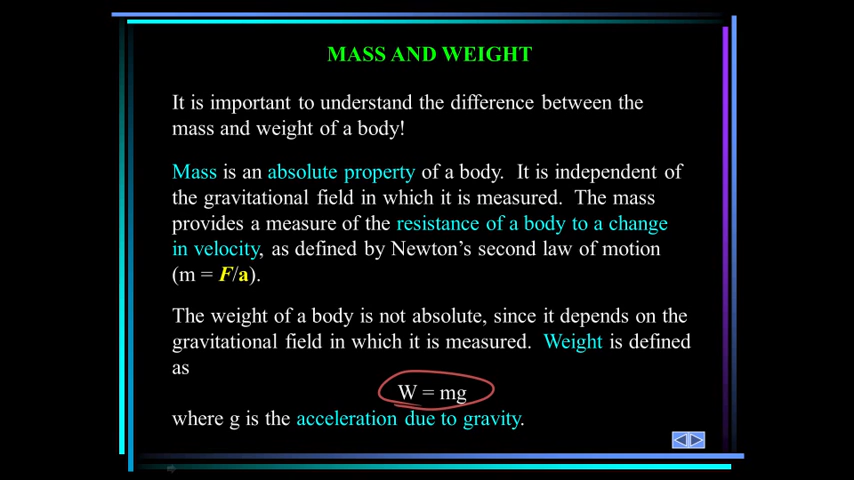 MASS AND WEIGHT
It is important to understand the difference between the
mass and weight of a body!
Mass is an absolute property of a body. It is independent of
the gravitational field in which it is measured. The mass
provides a measure of the resistance of a body to a change
in velocity, as defined by Newton's second law of motion
(m = F/a).
The weight of a body is not absolute, since it depends on the
gravitational field in which it is measured. Weight is defined
as
W = mg
where g is the acceleration due to gravity.